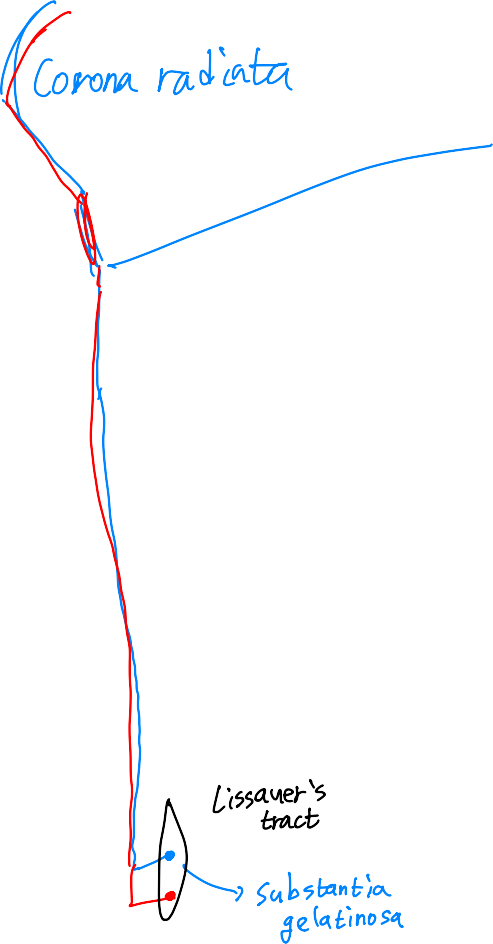 Corona radiata
Lissauer's
tract
substantia
gelatinosa